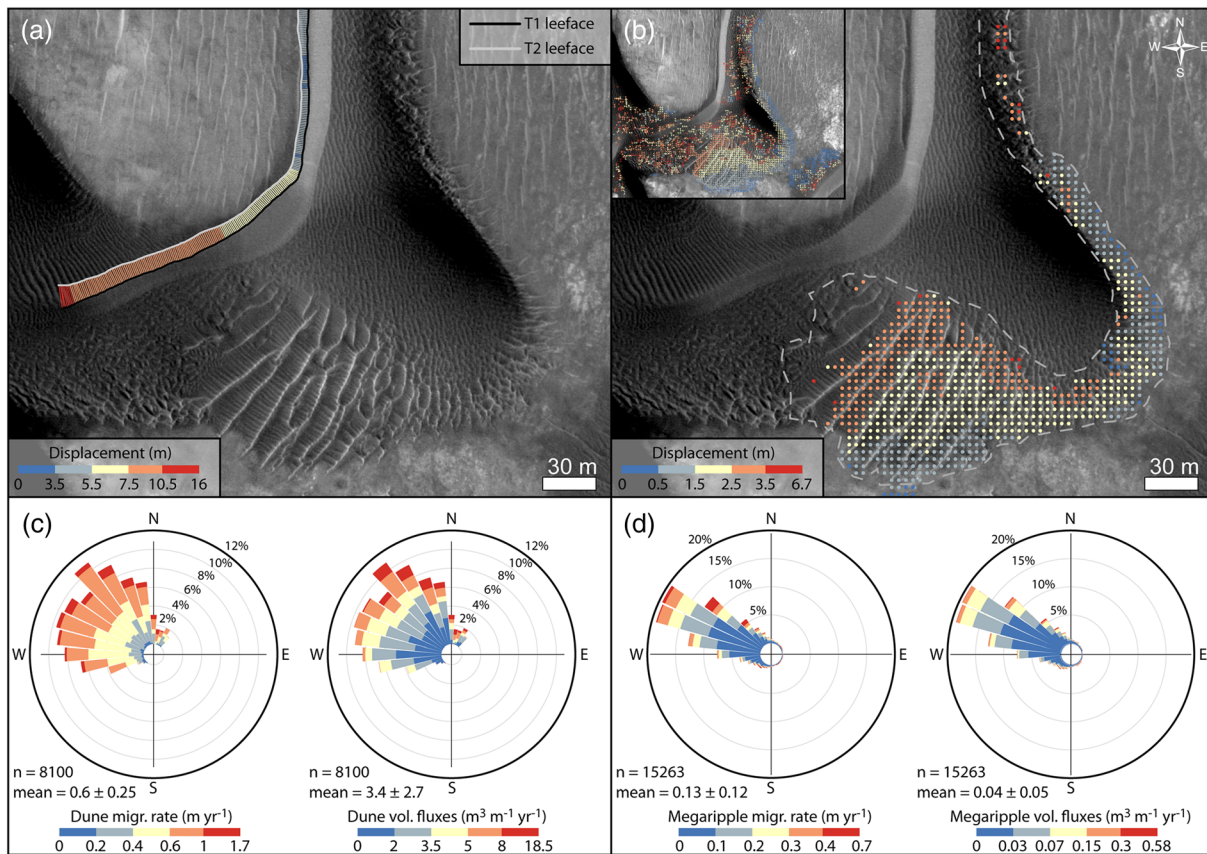 (a)
T1 leeface
T2 leeface
Displacement (m)
0 3.5 5.5 7.5 10.5 16
30 m
(b)
N
W E
S
Displacement (m)
0 0.5 1.5 2.5 3.5 6.7
30 m
(c)
N
12%
10%
8%
6%
4%
2%
W E
S
n = 8100
mean = 0.6 ± 0.25
Dune migr. rate (m yr⁻¹)
0 0.2 0.4 0.6 1 1.7
N
12%
10%
8%
6%
4%
2%
W E
S
n = 8100
mean = 3.4 ± 2.7
Dune vol. fluxes (m³ m⁻¹ yr⁻¹)
0 2 3.5 5 8 18.5
(d)
N
20%
15%
10%
5%
W E
S
n = 15263
mean = 0.13 ± 0.12
Megaripple migr. rate (m yr⁻¹)
0 0.1 0.2 0.3 0.4 0.7
N
20%
15%
10%
5%
W E
S
n = 15263
mean = 0.04 ± 0.05
Megaripple vol. fluxes (m³ m⁻¹ yr⁻¹)
0 0.03 0.07 0.15 0.3 0.58